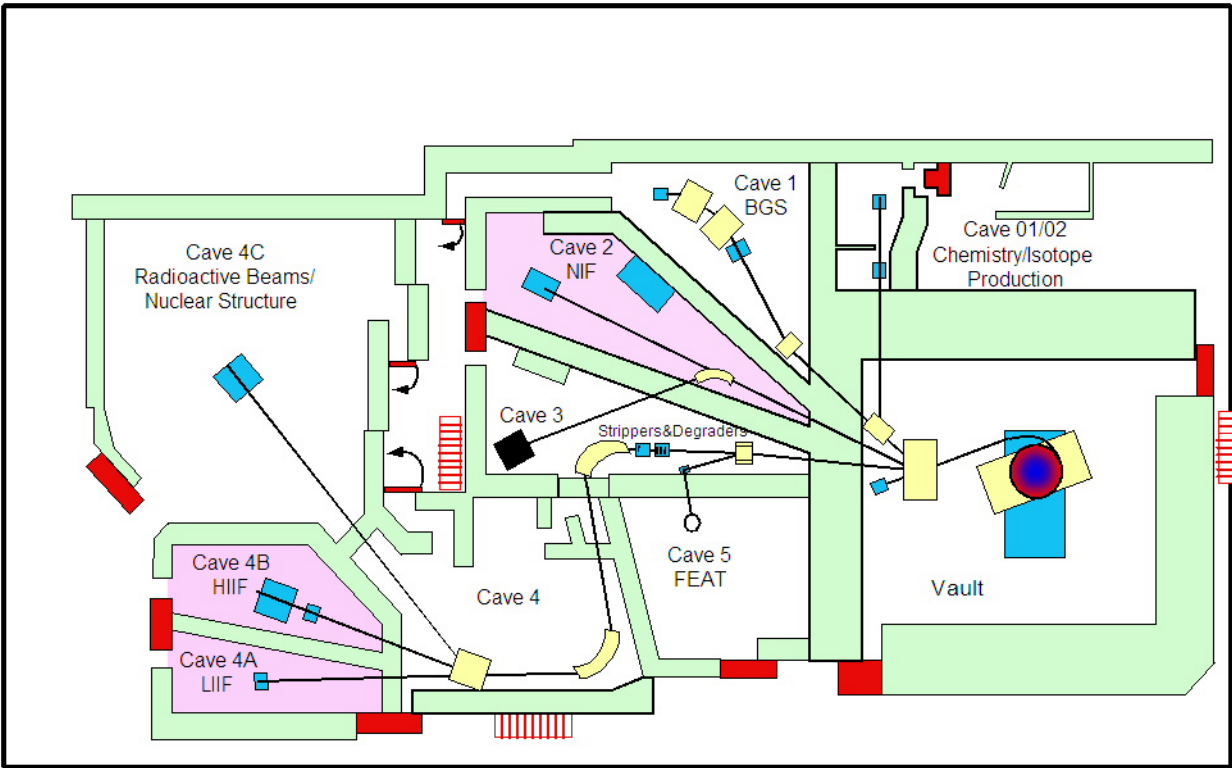 Cave 1
BGS
Cave 01/02
Chemistry/Isotope
Production
Cave 4C
Radioactive Beams/
Nuclear Structure
Cave 2
NIF
Cave 3
Strippers&Degraders
Cave 5
FEAT
Vault
Cave 4B
HIIF
Cave 4
Cave 4A
LIIF